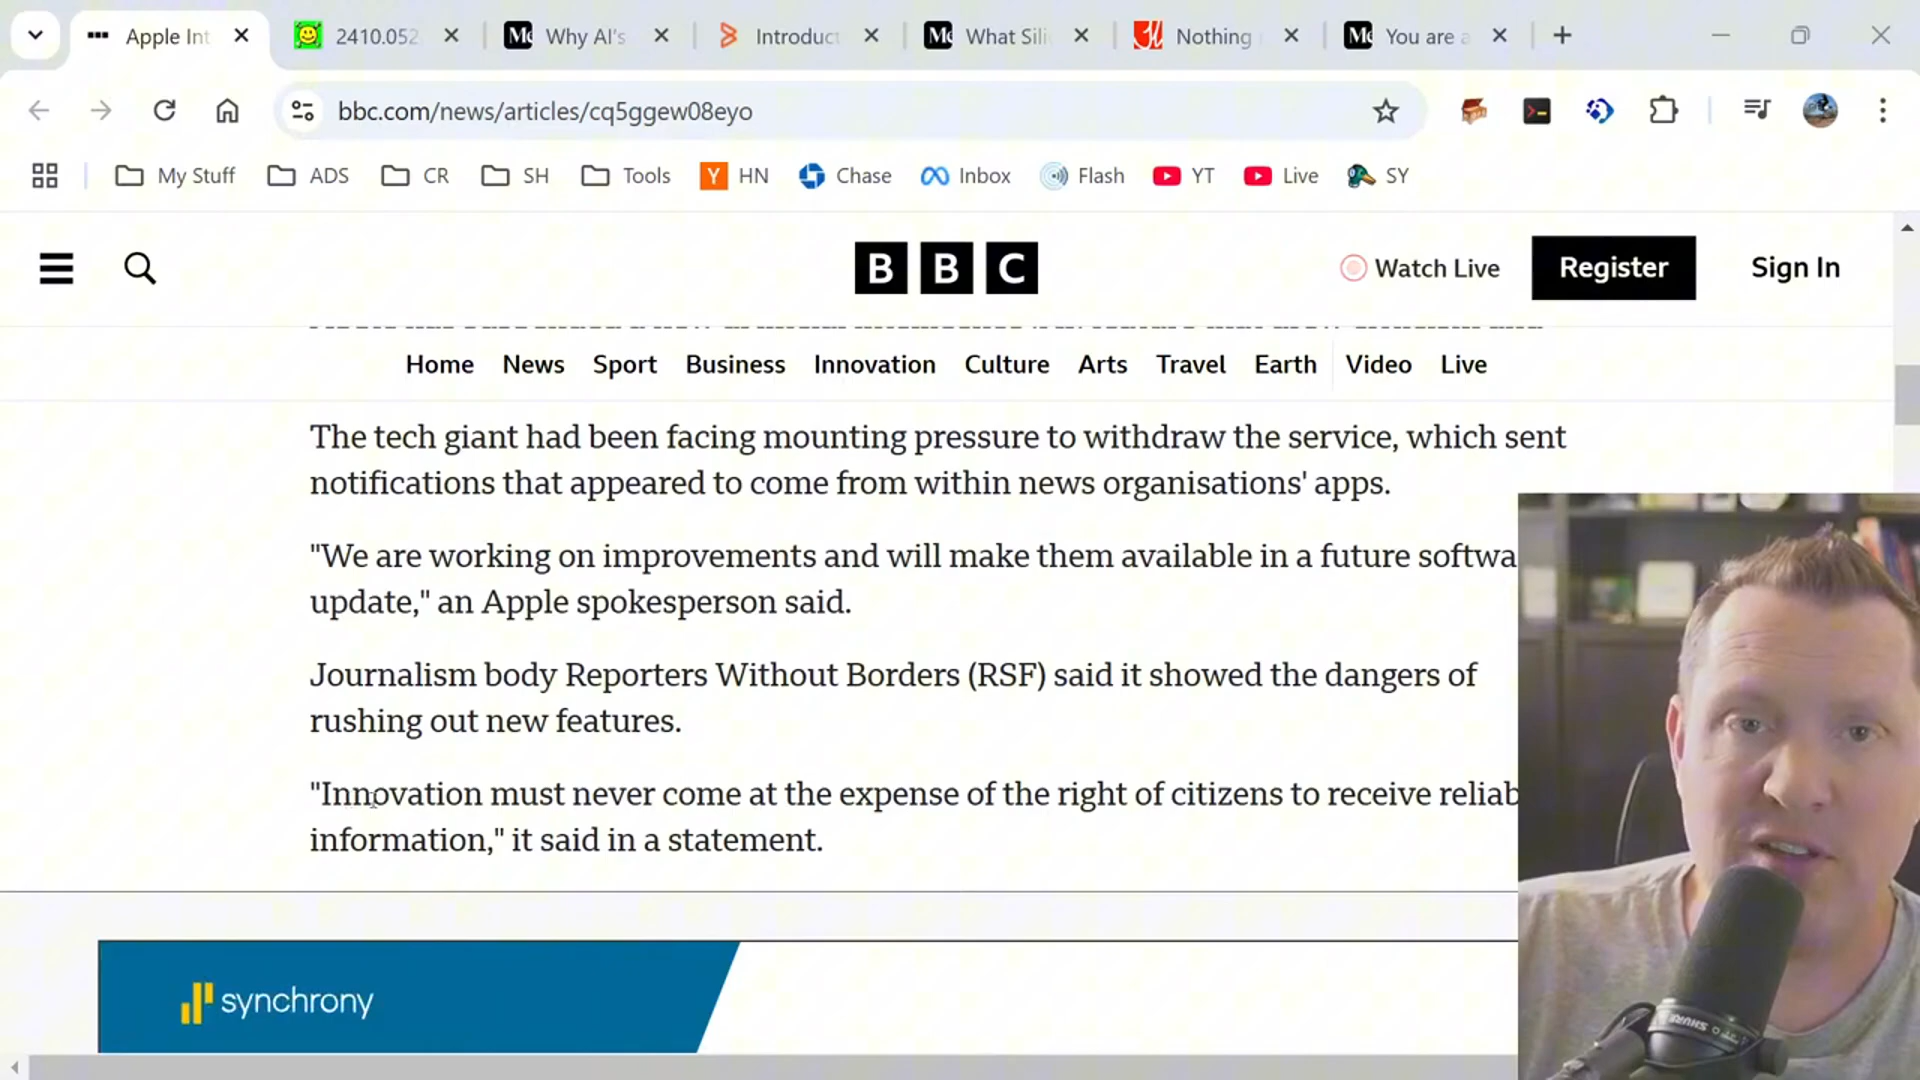 Apple Int
2410.052
Why AI's
Introduct
What Sili
Nothing
You are a
bbc.com/news/articles/cq5ggew08eyo
My Stuff
ADS
CR
SH
Tools
HN
Chase
Inbox
Flash
YT
Live
SY
BBC
Watch Live
Register
Sign In
Home News Sport Business Innovation Culture Arts Travel Earth Video Live
The tech giant had been facing mounting pressure to withdraw the service, which sent
notifications that appeared to come from within news organisations' apps.
"We are working on improvements and will make them available in a future softwa
update," an Apple spokesperson said.
Journalism body Reporters Without Borders (RSF) said it showed the dangers of
rushing out new features.
"Innovation must never come at the expense of the right of citizens to receive reliab
information," it said in a statement.
synchrony
SHURE